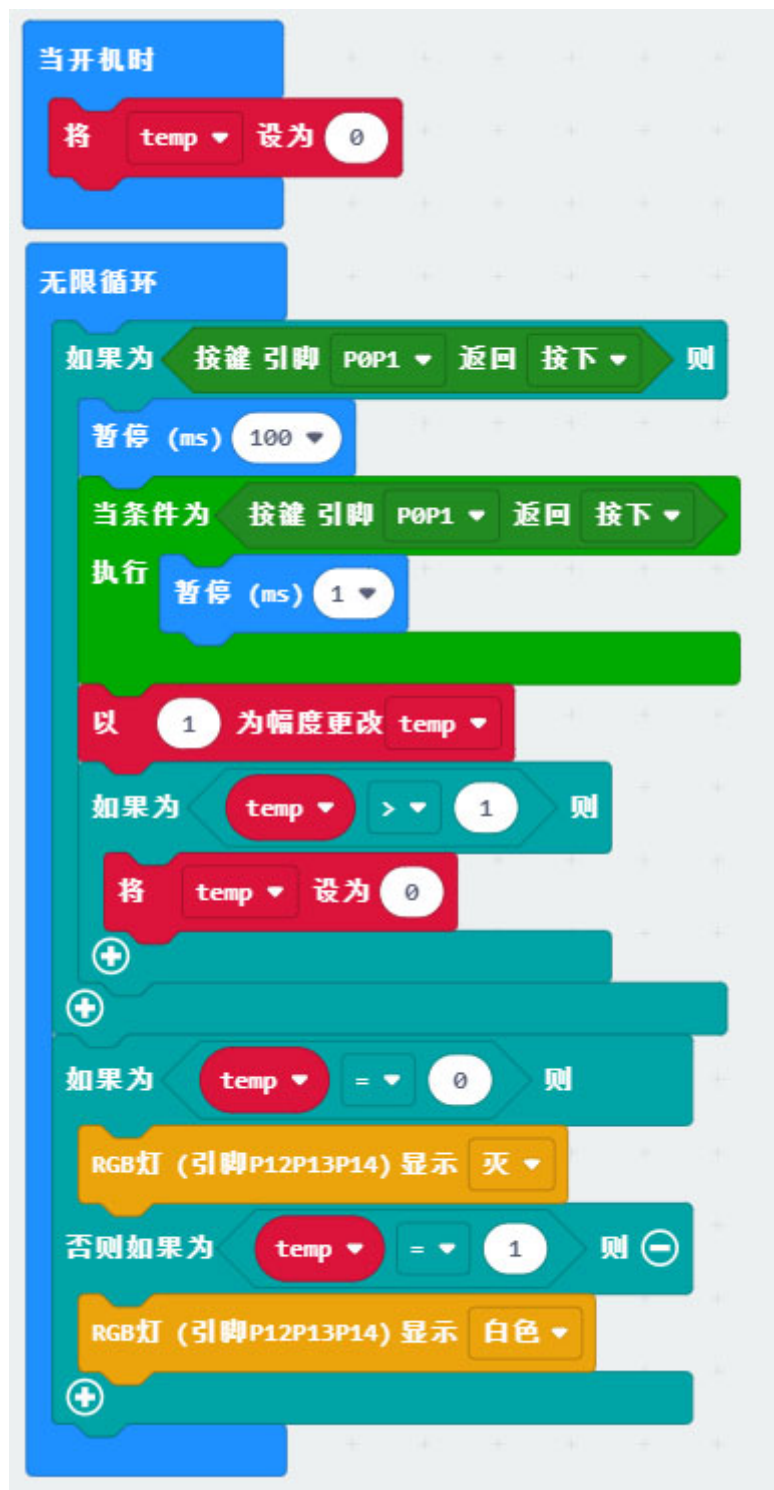 当开机时
将 temp 设为 0
无限循环
如果为 按键 引脚 P0P1 返回 按下 则
暂停 (ms) 100
当条件为 按键 引脚 P0P1 返回 按下
执行 暂停 (ms) 1
以 1 为幅度更改 temp
如果为 temp > 1 则
将 temp 设为 0
如果为 temp = 0 则
RGB灯 (引脚P12P13P14) 显示 灭
否则如果为 temp = 1 则
RGB灯 (引脚P12P13P14) 显示 白色